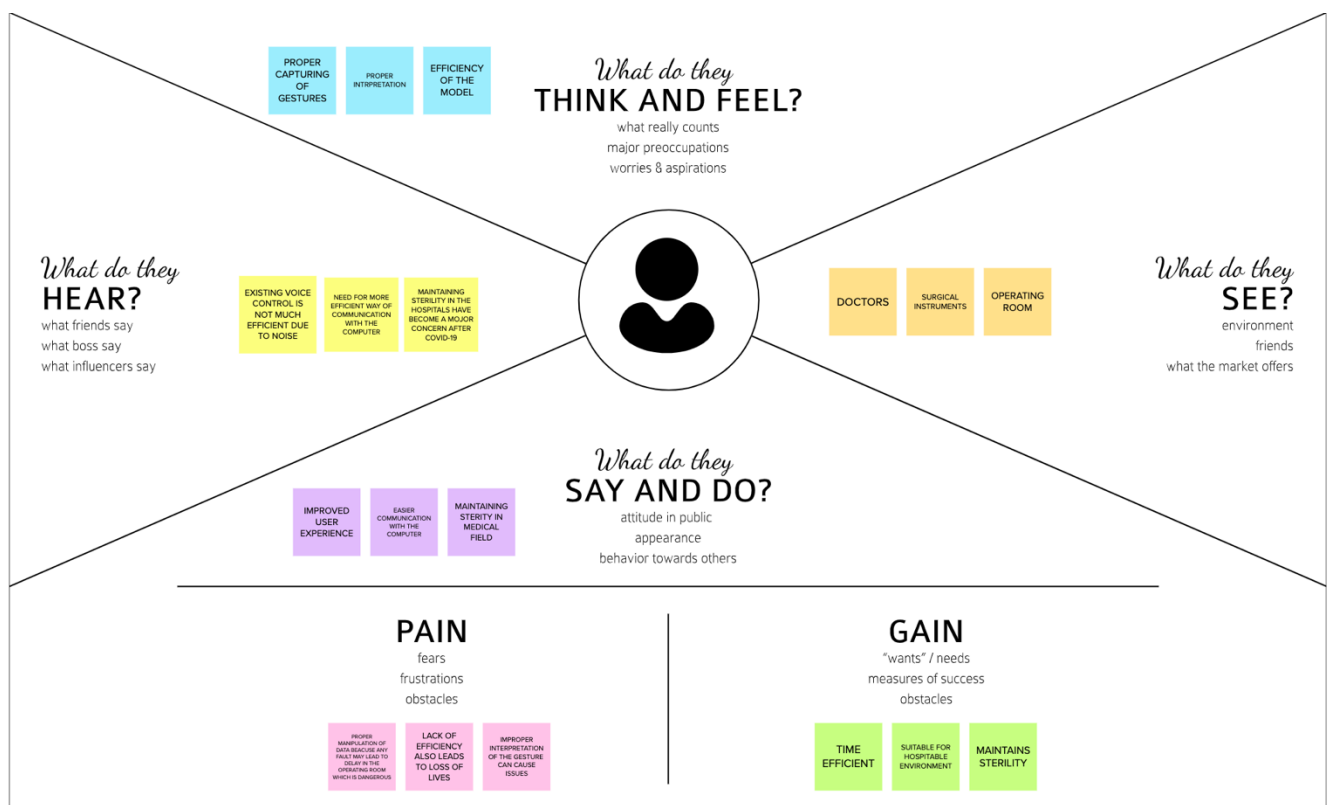 PROPER
CAPTURING
OF
GESTURES
PROPER
INTRPRETATION
EFFICIENCY
OF THE
MODEL
What do they
THINK AND FEEL?
what really counts
major preoccupations
worries & aspirations
What do they
HEAR?
what friends say
what boss say
what influencers say
EXISTING VOICE
CONTROL IS
NOT MUCH
EFFICIENT DUE
TO NOISE
NEED FOR MORE
EFFICIENT WAY OF
COMMUNICATION
WITH THE
COMPUTER
MAINTAINING
STERILITY IN THE
HOSPITALS HAVE
BECOME A MOJOR
CONCERN AFTER
COVID-19
DOCTORS
SURGICAL
INSTRUMENTS
OPERATING
ROOM
What do they
SEE?
environment
friends
what the market offers
What do they
SAY AND DO?
attitude in public
appearance
behavior towards others
IMPROVED
USER
EXPERIENCE
EASIER
COMMUNICATION
WITH THE
COMPUTER
MAINTAINING
STERITY IN
MEDICAL
FIELD
PAIN
fears
frustrations
obstacles
PROPER
MANPULATION OF
DATA BEACUSE ANY
FAULT MAY LEAD TO
DELAY IN THE
OPERATING ROOM
WHICH IS DANGEROUS
LACK OF
EFFICIENCY
ALSO LEADS
TO LOSS OF
LIVES
IMPROPER
INTERPRETATION
OF THE GESTURE
CAN CAUSE
ISSUES
GAIN
"wants" / needs
measures of success
obstacles
TIME
EFFICIENT
SUITABLE FOR
HOSPITABLE
ENVIRONMENT
MAINTAINS
STERILITY